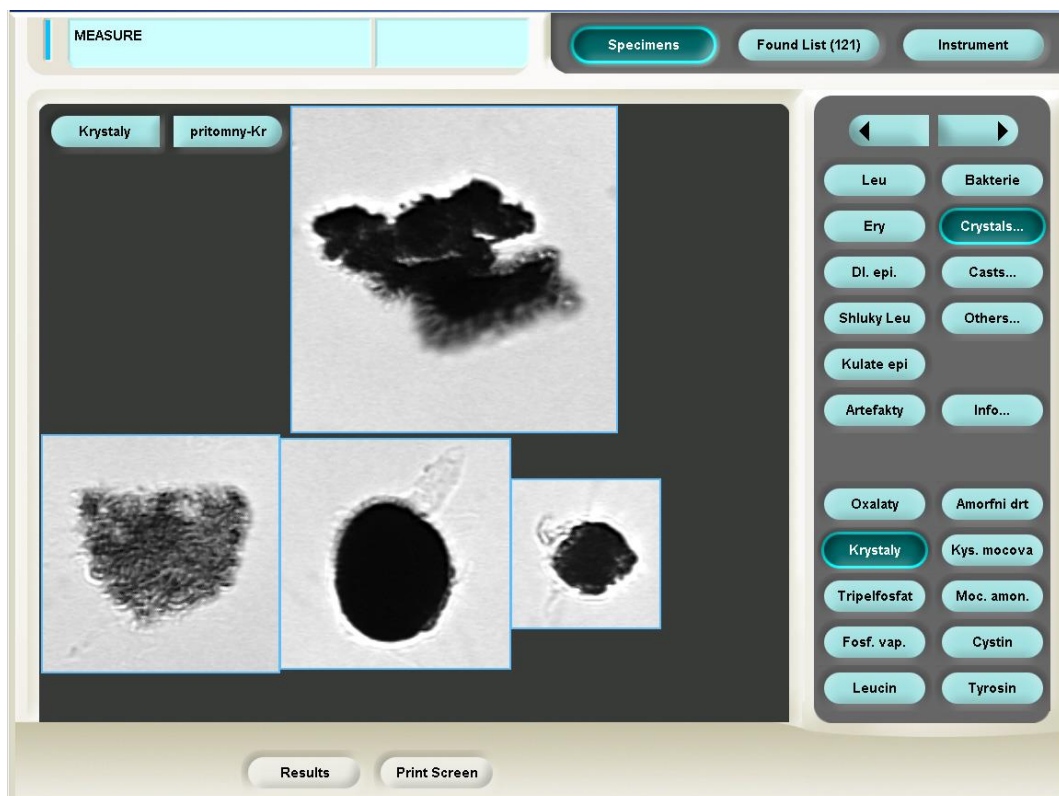 MEASURE
Specimens
Found List (121)
Instrument
Krystaly
pritomny-Kr
Leu
Bakterie
Ery
Crystals...
Dl. epi.
Casts...
Shluky Leu
Others...
Kulate epi
Artefakty
Info...
Oxalaty
Amorfni drt
Krystaly
Kys. mocova
Tripelfosfat
Moc. amon.
Fosf. vap.
Cystin
Leucin
Tyrosin
Results
Print Screen